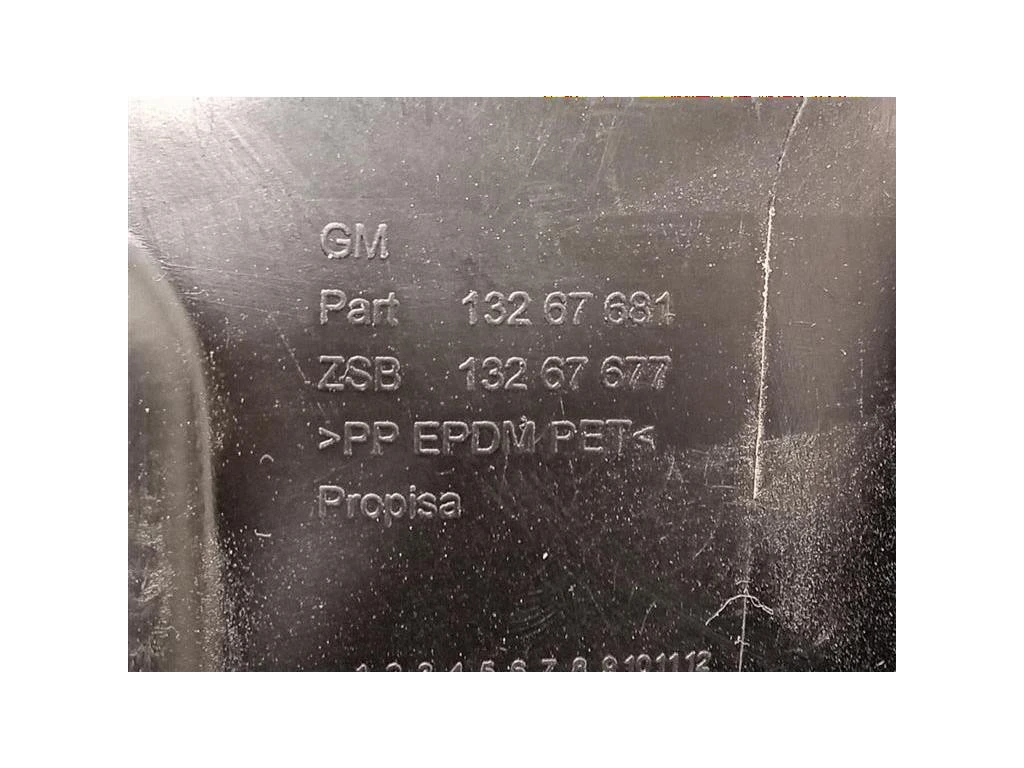 GM
Part 132 67 681
ZSB 132 67 677
>PP EPDM PET<
Propisa
1 2 3 4 5 6 7 8 9 10 11 12